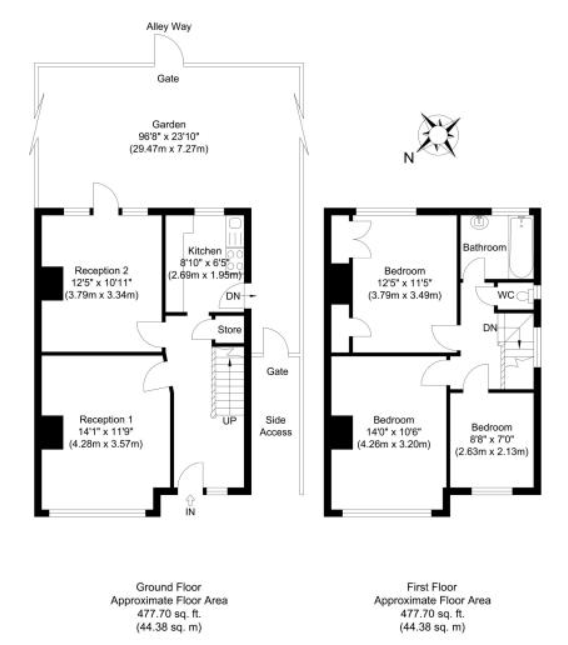 Alley Way
Gate
Garden
96'8" x 23'10"
(29.47m x 7.27m)
N
Kitchen
8'10" x 6'5"
(2.69m x 1.95m)
Reception 2
12'5" x 10'11"
(3.79m x 3.34m)
DN
Store
Gate
Reception 1
14'1" x 11'9"
(4.28m x 3.57m)
UP
Side
Access
IN
Bathroom
Bedroom
12'5" x 11'5"
(3.79m x 3.49m)
WC
DN
Bedroom
14'0" x 10'6"
(4.26m x 3.20m)
Bedroom
8'8" x 7'0"
(2.63m x 2.13m)
Ground Floor
Approximate Floor Area
477.70 sq. ft.
(44.38 sq. m)
First Floor
Approximate Floor Area
477.70 sq. ft.
(44.38 sq. m)